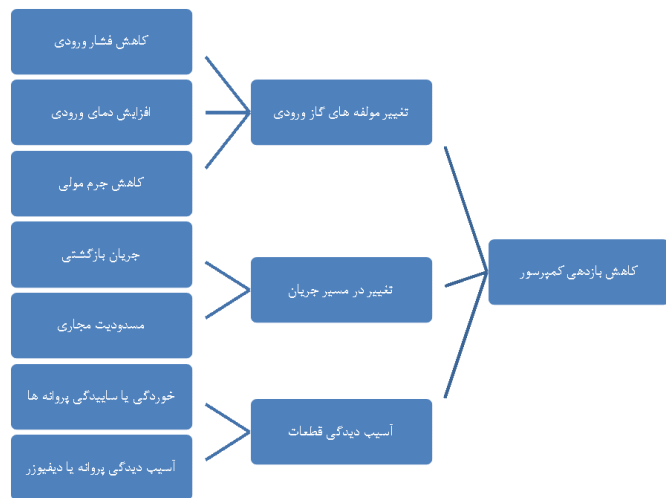 کاهش بازدهی کمپرسور
تغییر مولفه های گاز ورودی
کاهش فشار ورودی
افزایش دمای ورودی
کاهش جرم مولی
تغییر در مسیر جریان
جریان بازگشتی
مسدودیت مجاری
آسیب دیدگی قطعات
خوردگی یا ساییدگی پروانه ها
آسیب دیدگی پروانه یا دیفیوزر